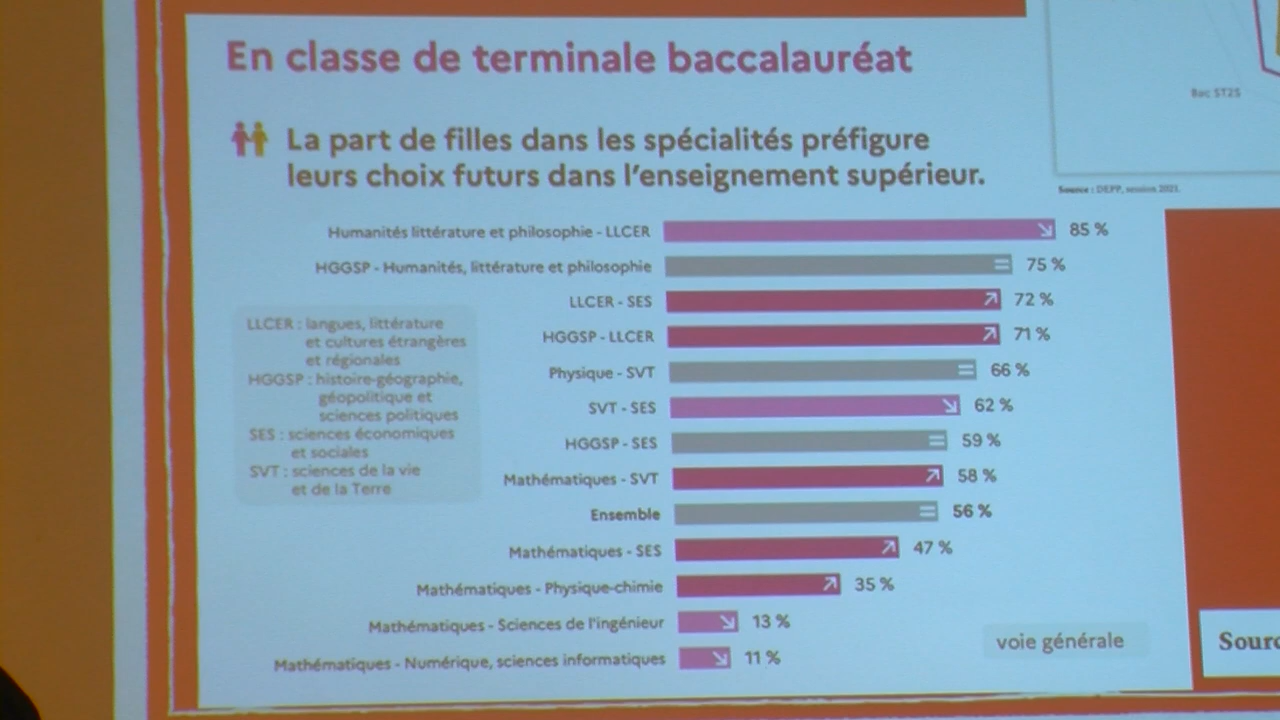 En classe de terminale baccalauréat
La part de filles dans les spécialités préfigure
leurs choix futurs dans l'enseignement supérieur.
Humanités littérature et philosophie - LLCER 85 %
HGGSP - Humanités, littérature et philosophie 75 %
LLCER - SES 72 %
HGGSP - LLCER 71 %
Physique - SVT 66 %
SVT - SES 62 %
HGGSP - SES 59 %
Mathématiques - SVT 58 %
Ensemble 56 %
Mathématiques - SES 47 %
Mathématiques - Physique-chimie 35 %
Mathématiques - Sciences de l'ingénieur 13 %
Mathématiques - Numérique, sciences informatiques 11 %
LLCER : langues, littérature
et cultures étrangères
et régionales
HGGSP : histoire-géographie,
géopolitique et
sciences politiques
SES : sciences économiques
et sociales
SVT : sciences de la vie
et de la Terre
voie générale
Bac ST2S
Source : DEPP, session 2021.